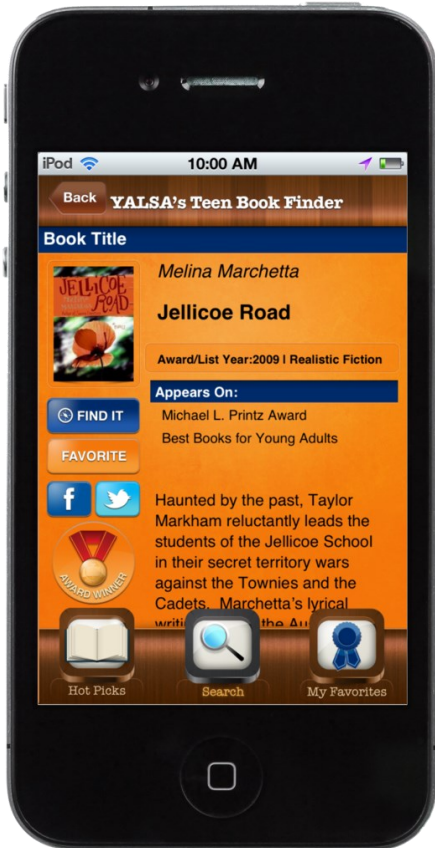 iPod 10:00 AM
Back YALSA's Teen Book Finder
Book Title
JELLICOE
ROAD
Melina Marchetta
Jellicoe Road
Award/List Year:2009 | Realistic Fiction
Appears On:
Michael L. Printz Award
Best Books for Young Adults
FIND IT
FAVORITE
f
AWARD WINNER
Haunted by the past, Taylor
Markham reluctantly leads the
students of the Jellicoe School
in their secret territory wars
against the Townies and the
Cadets. Marchetta's lyrical
the
Hot Picks Search My Favorites